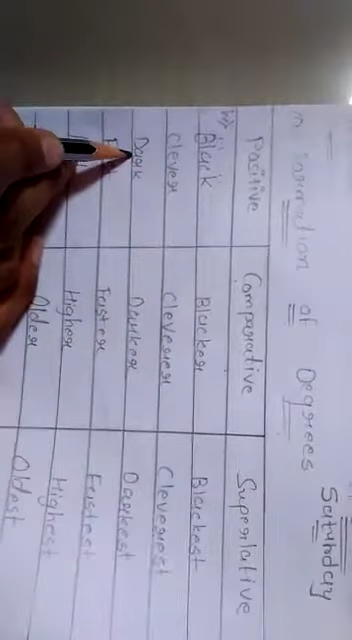 Saturday
Formation of Degrees
Positive Comparative Superlative
Black Blacker Blackest
Clever Cleverer Cleverest
Dark Darker Darkest
Faster Fastest
Higher Highest
Older Oldest